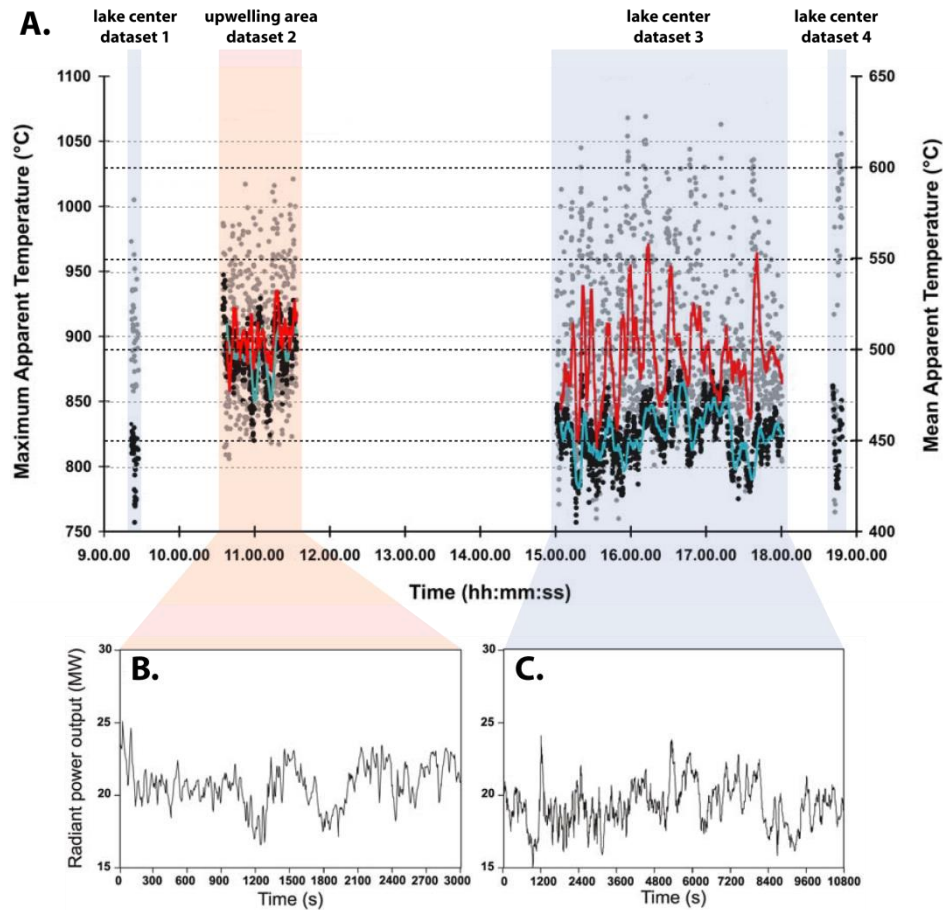 A.
lake center
dataset 1
upwelling area
dataset 2
lake center
dataset 3
lake center
dataset 4
Maximum Apparent Temperature (°C)
1100
1050
1000
950
900
850
800
750
650
600
550
500
450
400
Mean Apparent Temperature (°C)
9.00.00 10.00.00 11.00.00 12.00.00 13.00.00 14.00.00 15.00.00 16.00.00 17.00.00 18.00.00 19.00.00
Time (hh:mm:ss)
B.
Radiant power output (MW)
30
25
20
15
0 300 600 900 1200 1500 1800 2100 2400 2700 3000
Time (s)
C.
30
25
20
15
0 1200 2400 3600 4800 6000 7200 8400 9600 10800
Time (s)